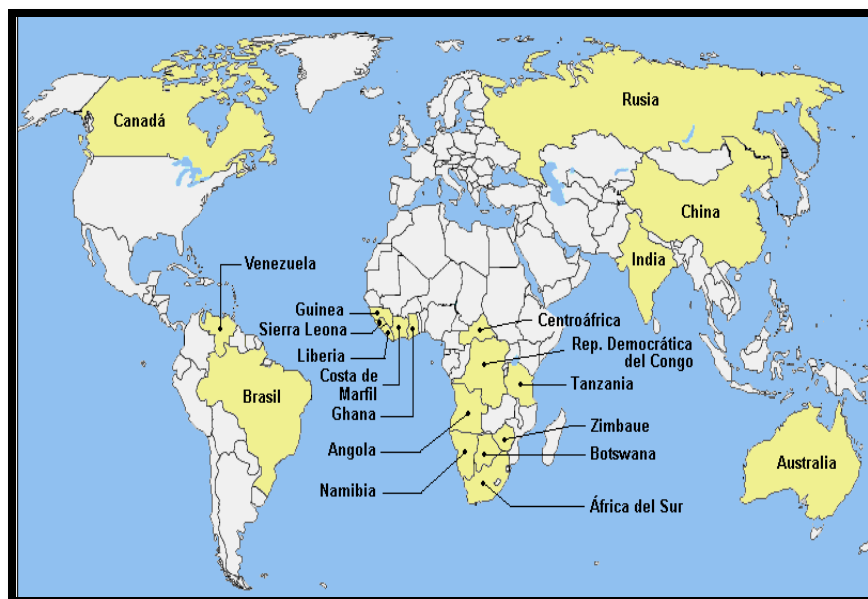 Canadá
Rusia
China
India
Venezuela
Guinea
Sierra Leona
Liberia
Costa de
Marfil
Ghana
Centroáfrica
Rep. Democrática
del Congo
Tanzania
Brasil
Angola
Namibia
Zimbaue
Botswana
África del Sur
Australia